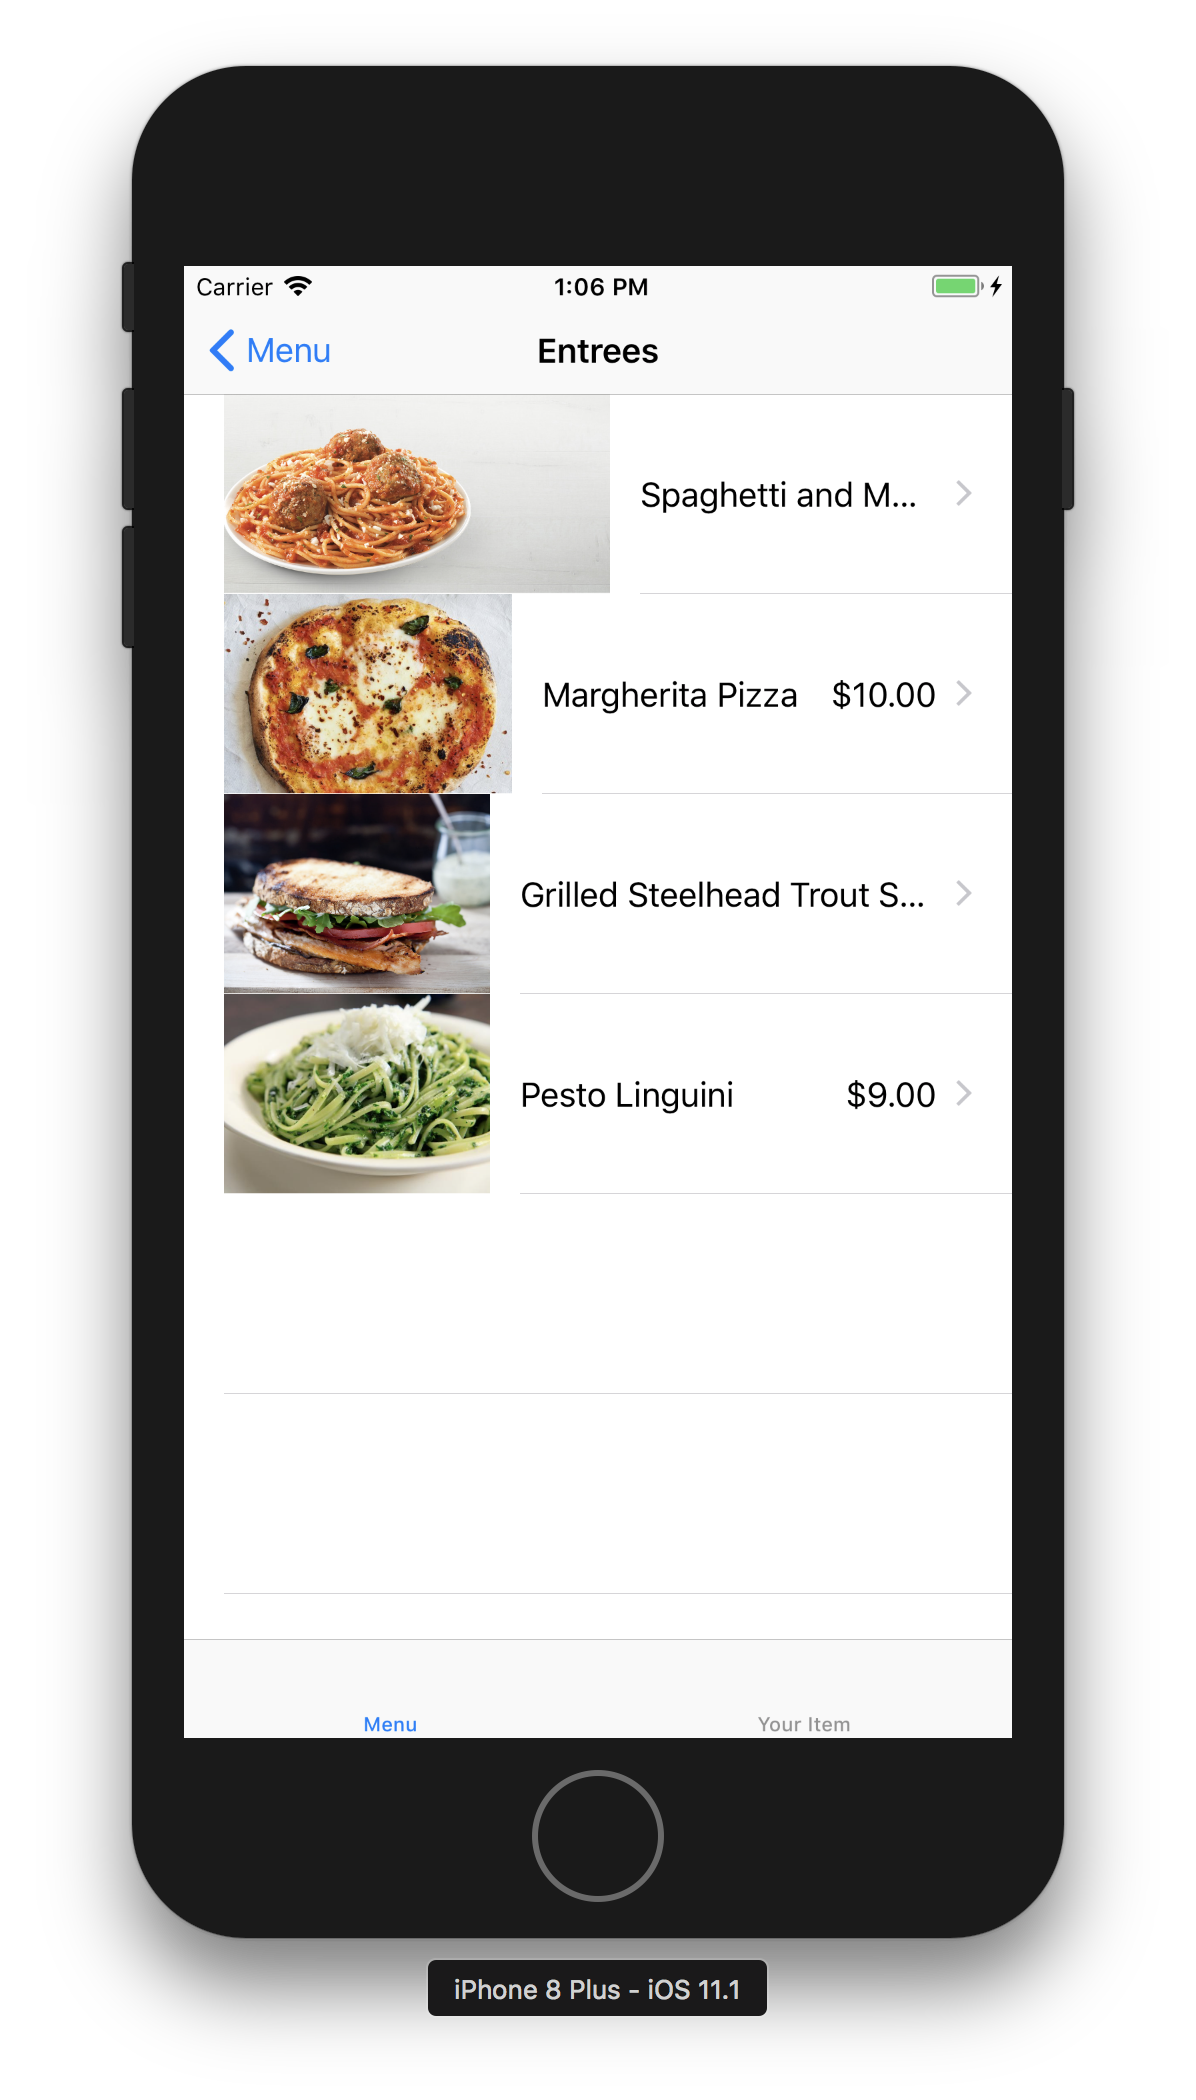 Carrier 1:06 PM
Menu Entrees
Spaghetti and M...
Margherita Pizza $10.00
Grilled Steelhead Trout S...
Pesto Linguini $9.00
Menu Your Item
iPhone 8 Plus - iOS 11.1